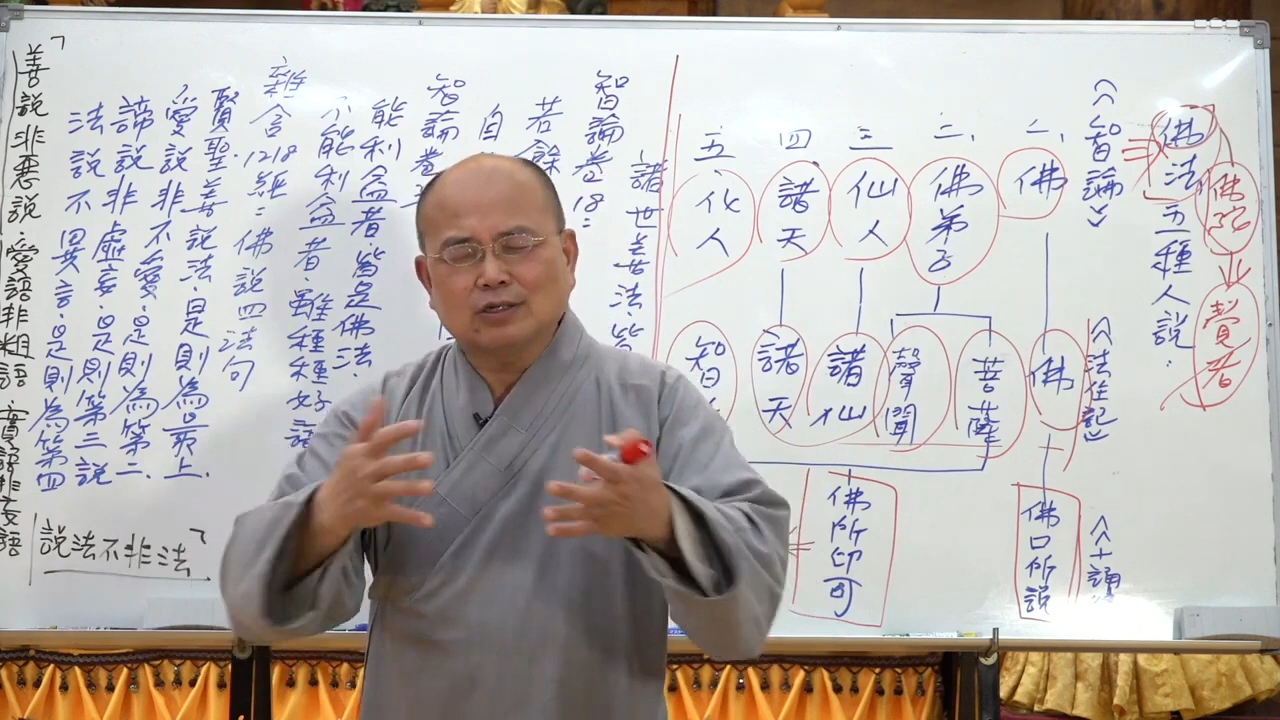 佛法五種人說．
佛弘
覺者
《智論》
一、佛
二、佛弟子
三 仙人
四 諸天
五、化人
《法住記》
佛
菩薩
聲聞
諸仙
諸天
智
《十誦
佛口所說
佛所印可
諸世善法．皆
智論卷18：
若餘
自
智論卷
能利益者皆是佛法．
不能利益者．雖種種好語
雜含1218經：佛說四法句
賢聖善說法．是則為最上．
愛說非不愛．是則為第二
諦說非虛妄．是則第三說
法說不異言．是則為第四
「善說非惡說．愛語非粗語 實語非妄語
說法不非法」